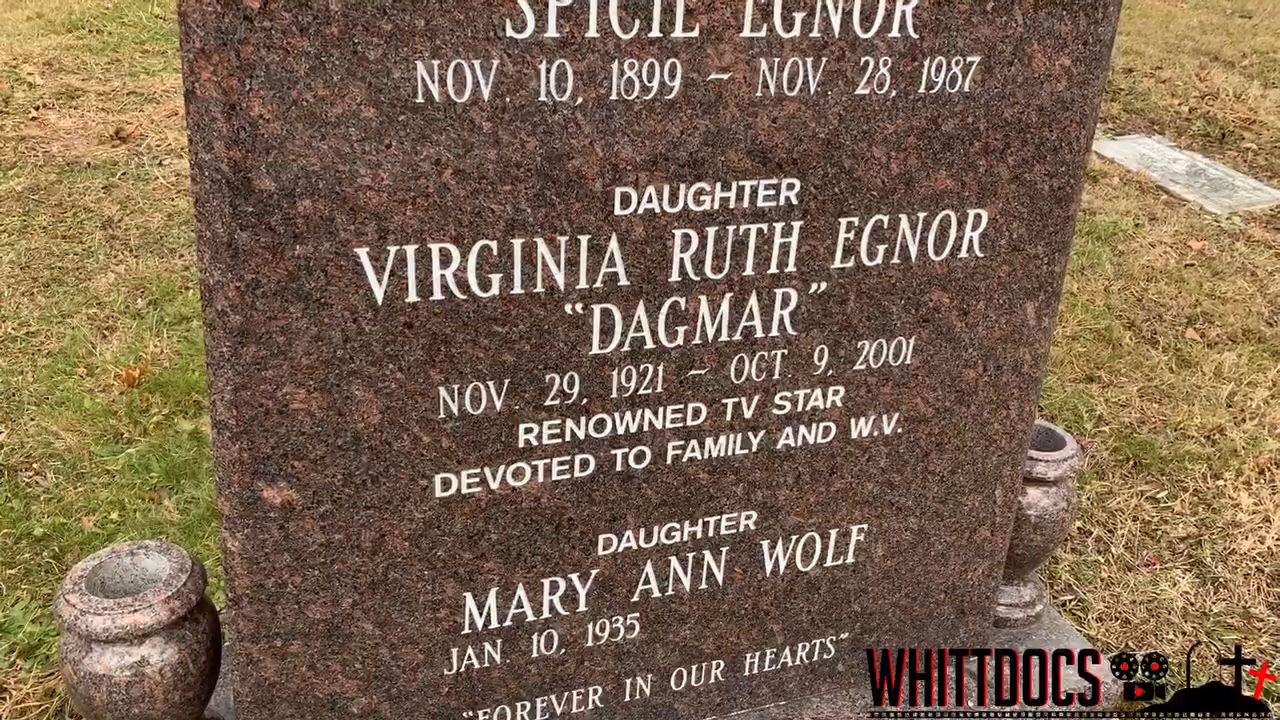 SPICIE EGNOR
NOV. 10, 1899 ~ NOV. 28, 1987
DAUGHTER
VIRGINIA RUTH EGNOR
"DAGMAR"
NOV. 29, 1921 ~ OCT. 9, 2001
RENOWNED TV STAR
DEVOTED TO FAMILY AND W.V.
DAUGHTER
MARY ANN WOLF
JAN. 10, 1935
"FOREVER IN OUR HEARTS"
WHITTDOCS